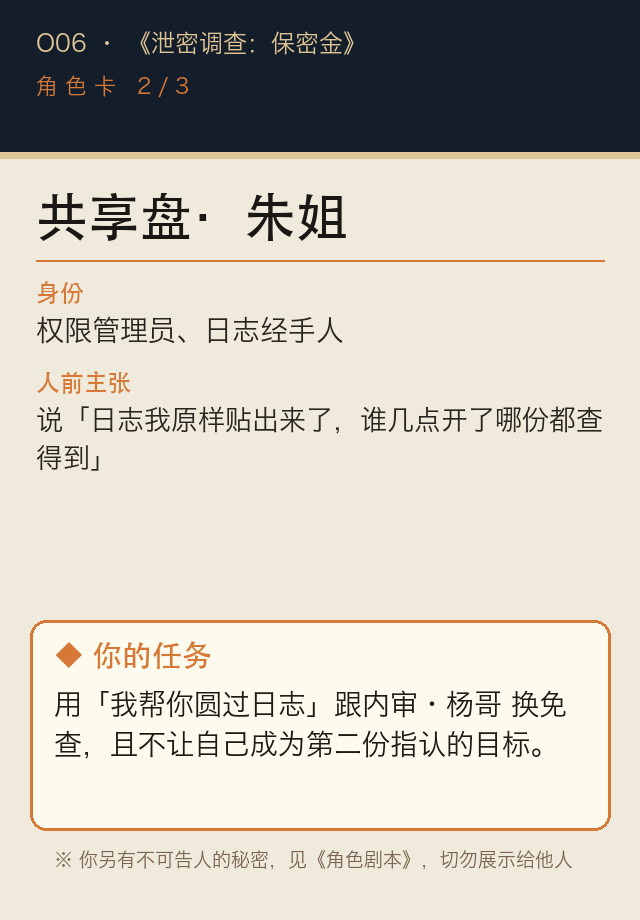 O06 · 《泄密调查：保密金》
角色卡 2/3
共享盘· 朱姐
身份
权限管理员、日志经手人
人前主张
说「日志我原样贴出来了，谁几点开了哪份都查
得到」
◆ 你的任务
用「我帮你圆过日志」跟内审・杨哥 换免
查，且不让自己成为第二份指认的目标。
※ 你另有不可告人的秘密，见《角色剧本》，切勿展示给他人